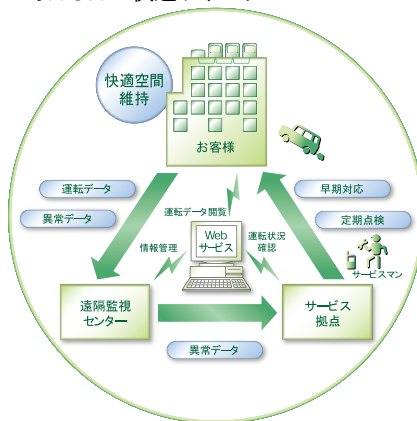 快適空間
維持
お客様
運転データ
早期対応
異常データ
定期点検
運転データ閲覧
Web
サービス
情報管理
運転状況
確認
サービスマン
遠隔監視
センター
サービス
拠点
異常データ